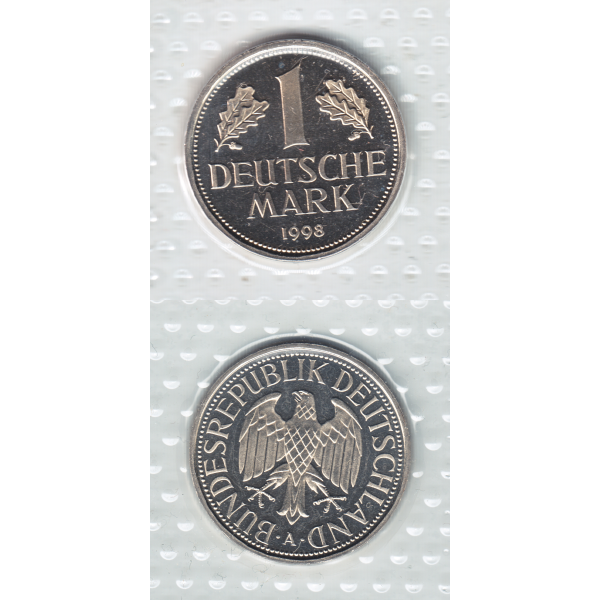 1
DEUTSCHE
MARK
1998
BUNDESREPUBLIK DEUTSCHLAND
A